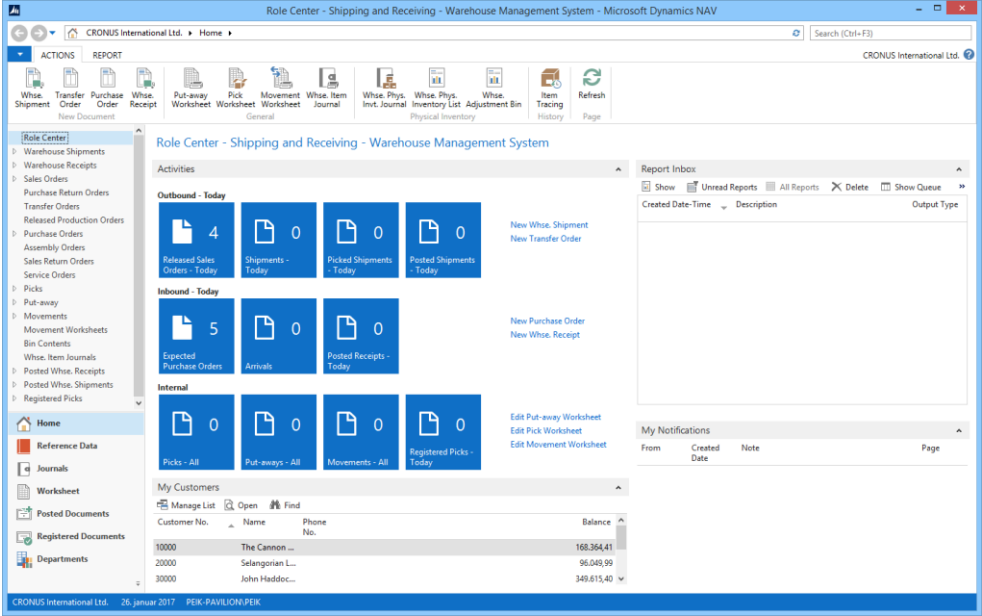 Role Center - Shipping and Receiving - Warehouse Management System - Microsoft Dynamics NAV
CRONUS International Ltd. Home
Search (Ctrl+F3)
ACTIONS REPORT
CRONUS International Ltd.
Whse. Shipment
Transfer Order
Purchase Order
Whse. Receipt
New Document
Put-away Worksheet
Pick Worksheet
Movement Worksheet
Whse. Item Journal
General
Whse. Phys. Invt. Journal
Whse. Phys. Inventory List
Whse. Adjustment Bin
Physical Inventory
Item Tracing
History
Refresh
Page
Role Center
Warehouse Shipments
Warehouse Receipts
Sales Orders
Purchase Return Orders
Transfer Orders
Released Production Orders
Purchase Orders
Assembly Orders
Sales Return Orders
Service Orders
Picks
Put-away
Movements
Movement Worksheets
Bin Contents
Whse. Item Journals
Posted Whse. Receipts
Posted Whse. Shipments
Registered Picks
Home
Reference Data
Journals
Worksheet
Posted Documents
Registered Documents
Departments
Role Center - Shipping and Receiving - Warehouse Management System
Activities
Outbound - Today
4
Released Sales
Orders - Today
0
Shipments -
Today
0
Picked Shipments
- Today
0
Posted Shipments
- Today
New Whse. Shipment
New Transfer Order
Inbound - Today
5
Expected
Purchase Orders
0
Arrivals
0
Posted Receipts -
Today
New Purchase Order
New Whse. Receipt
Internal
0
Picks - All
0
Put-aways - All
0
Movements - All
0
Registered Picks -
Today
Edit Put-away Worksheet
Edit Pick Worksheet
Edit Movement Worksheet
My Customers
Manage List Open Find
Customer No. Name Phone No. Balance
10000 The Cannon ... 168.364,41
20000 Selangorian L... 96.049,99
30000 John Haddoc... 349.615,40
Report Inbox
Show Unread Reports All Reports Delete Show Queue »
Created Date-Time Description Output Type
My Notifications
From Created Date Note Page
CRONUS International Ltd. 26. januar 2017 PEIK-PAVILION\PEIK